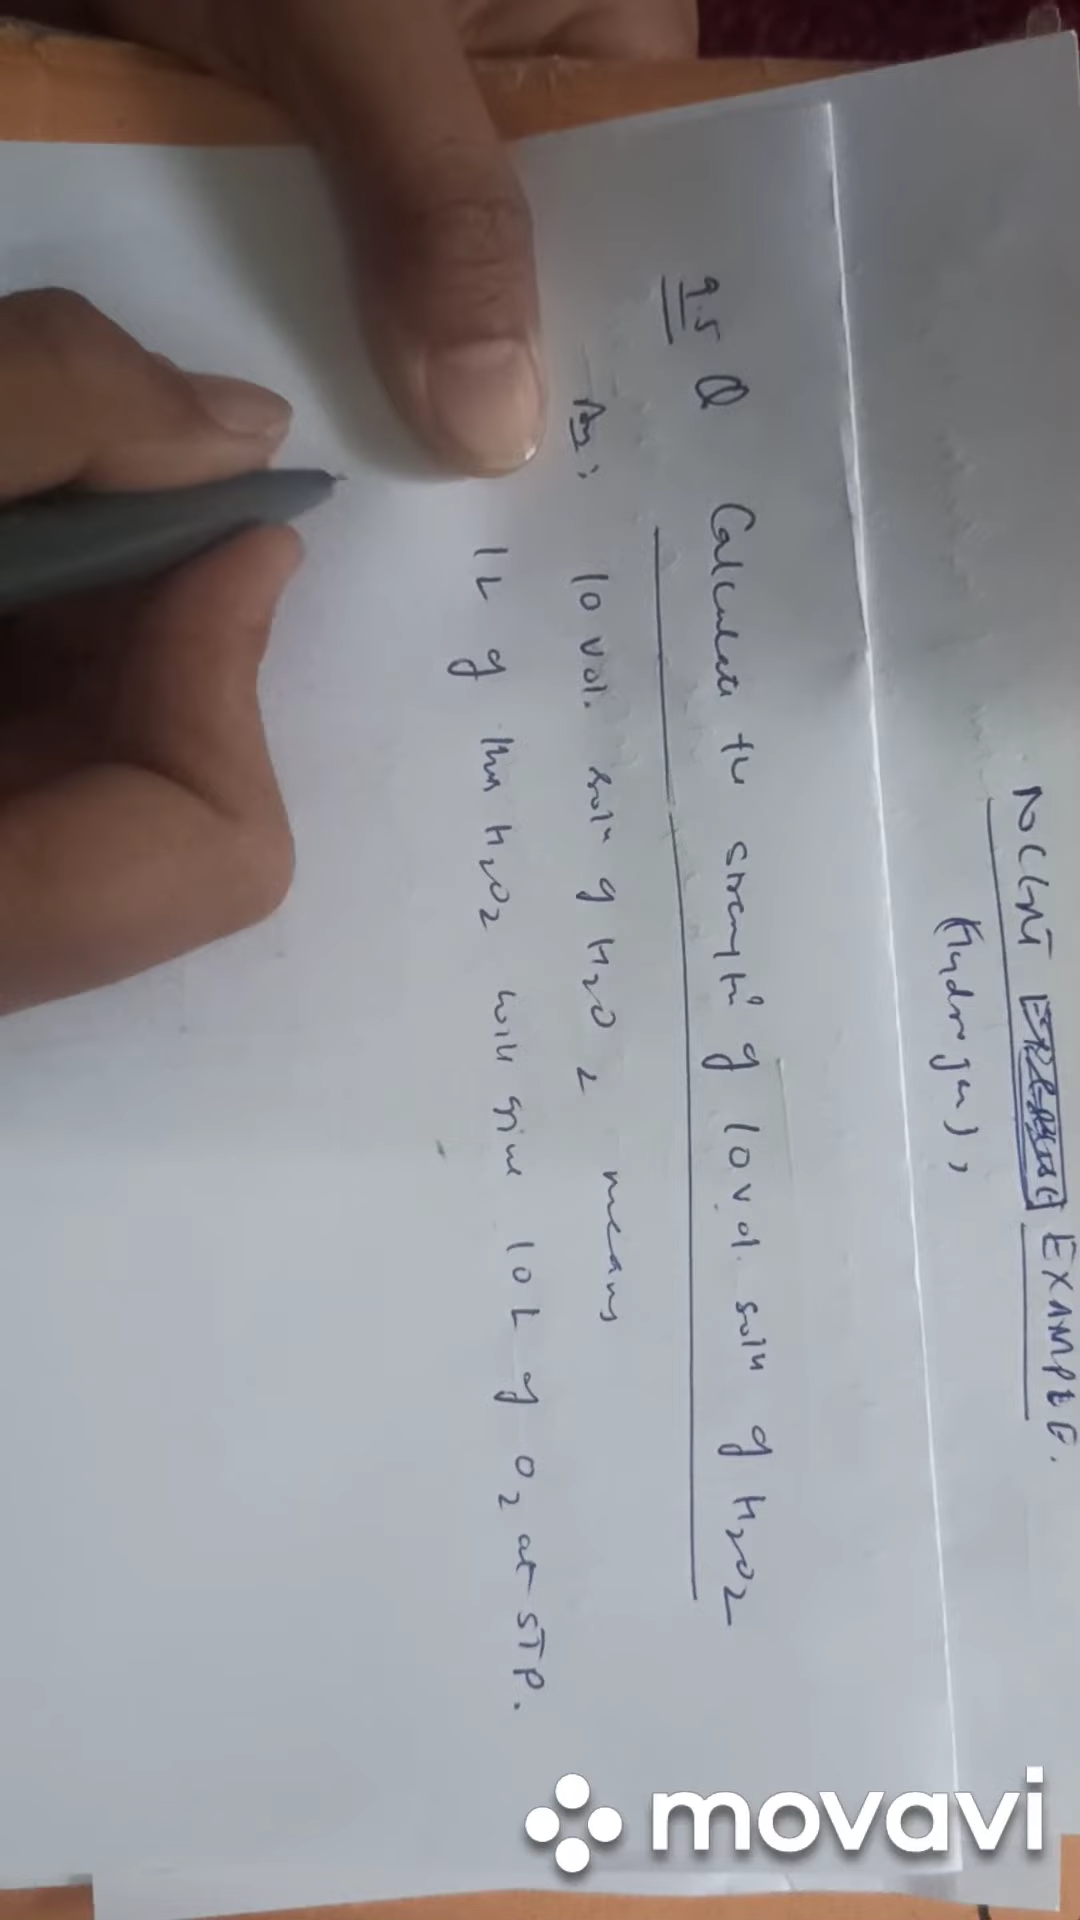 NCERT EXAMPLE.
(Hydrogen),
9.5 Q Calculate the strength of 10 vol. soln of H2O2
Ans: 10 vol. soln of H2O2 means
1L of this H2O2 will give 10L of O2 at STP.
movavi